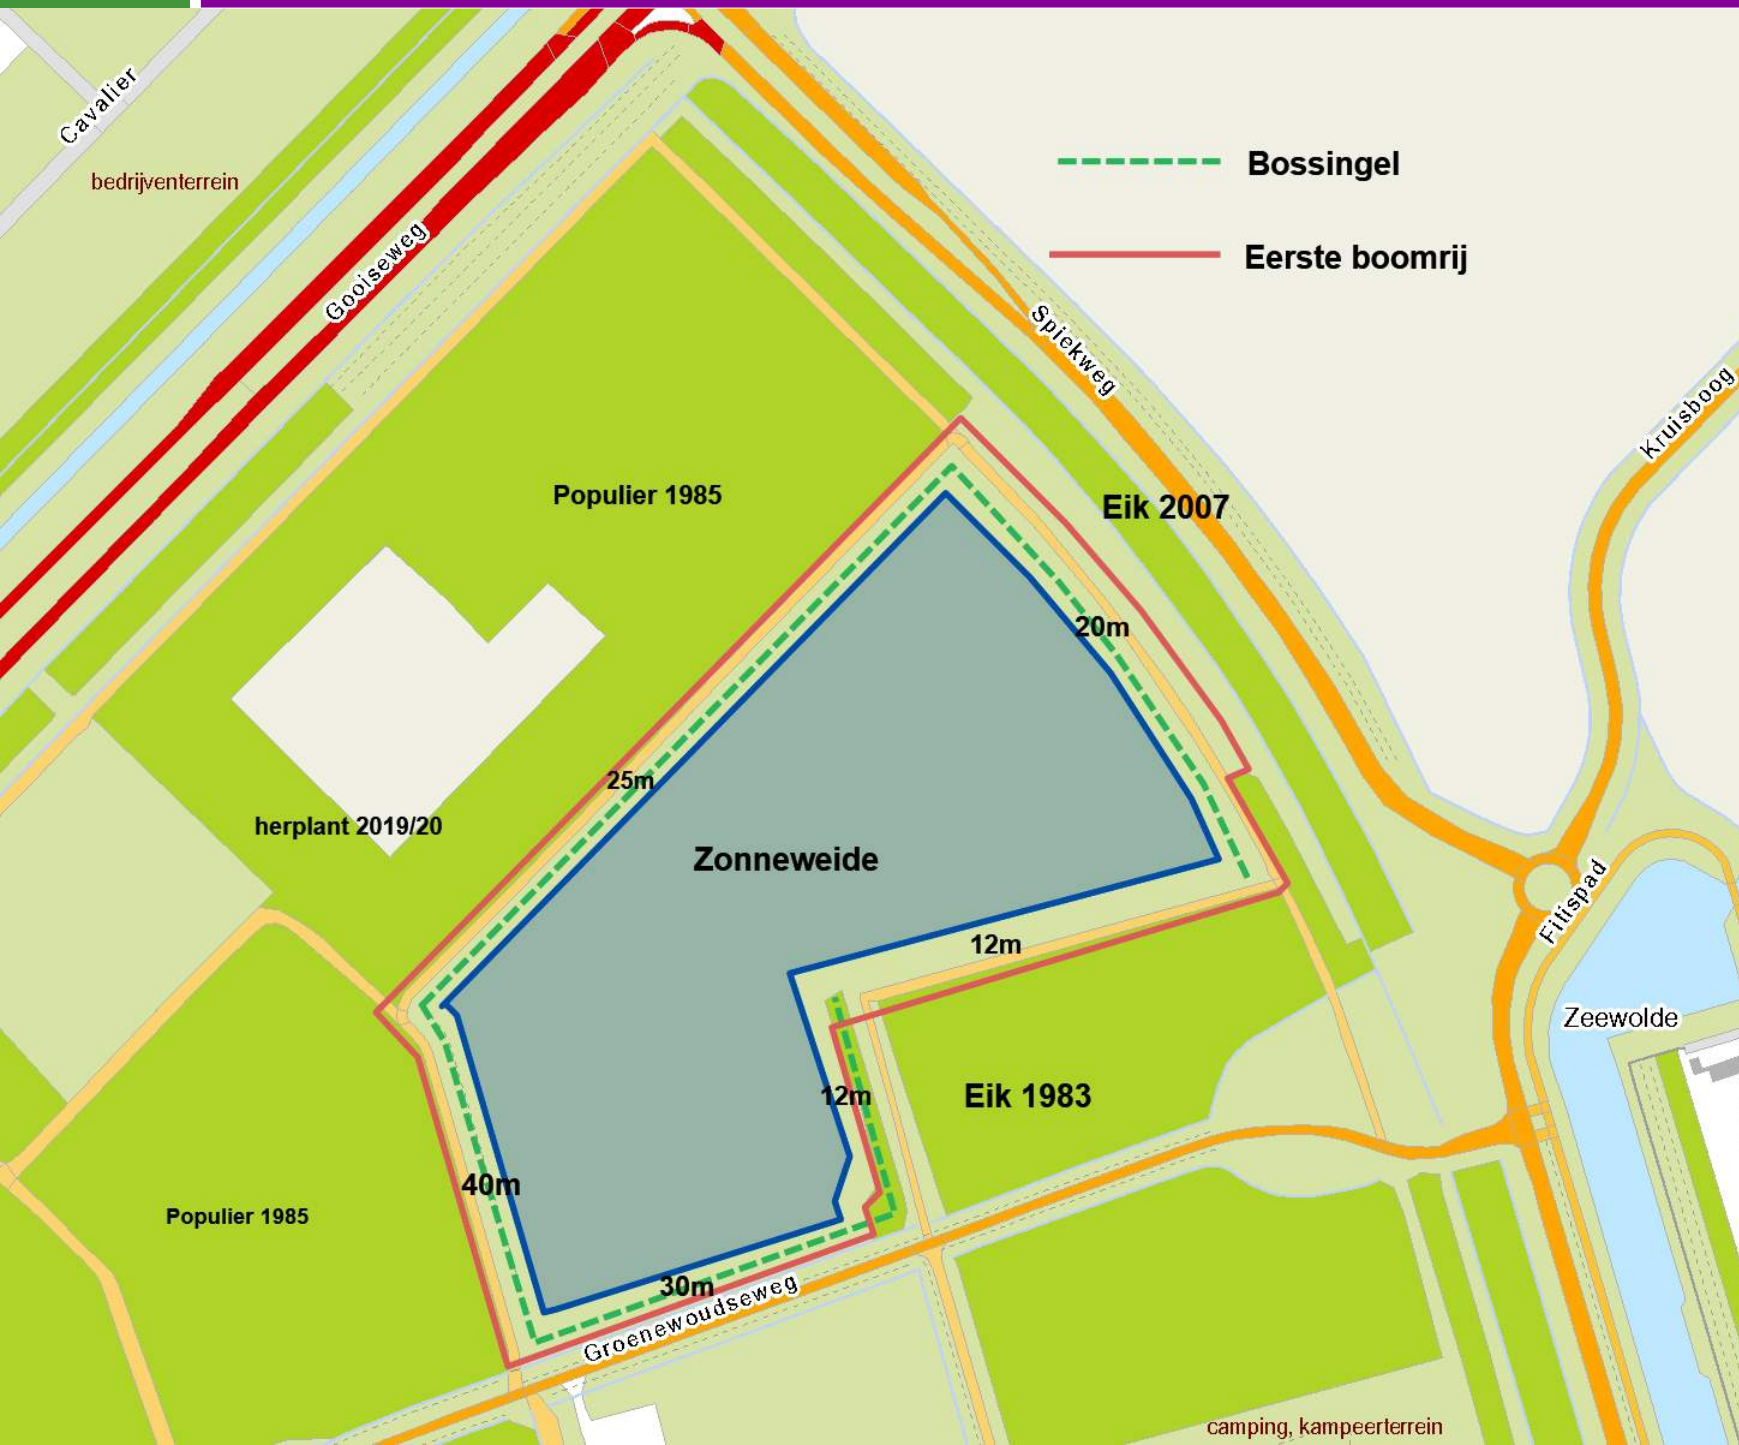 Cavalier
bedrijventerrein
Bossingel
Gooiseweg
Eerste boomrij
Spiekweg
Kruisboog
Populier 1985
Eik 2007
20m
25m
herplant 2019/20
Zonneweide
Fitispad
12m
Zeewolde
12m
Eik 1983
40m
Populier 1985
30m
Groenewoudseweg
camping, kampeerterrein